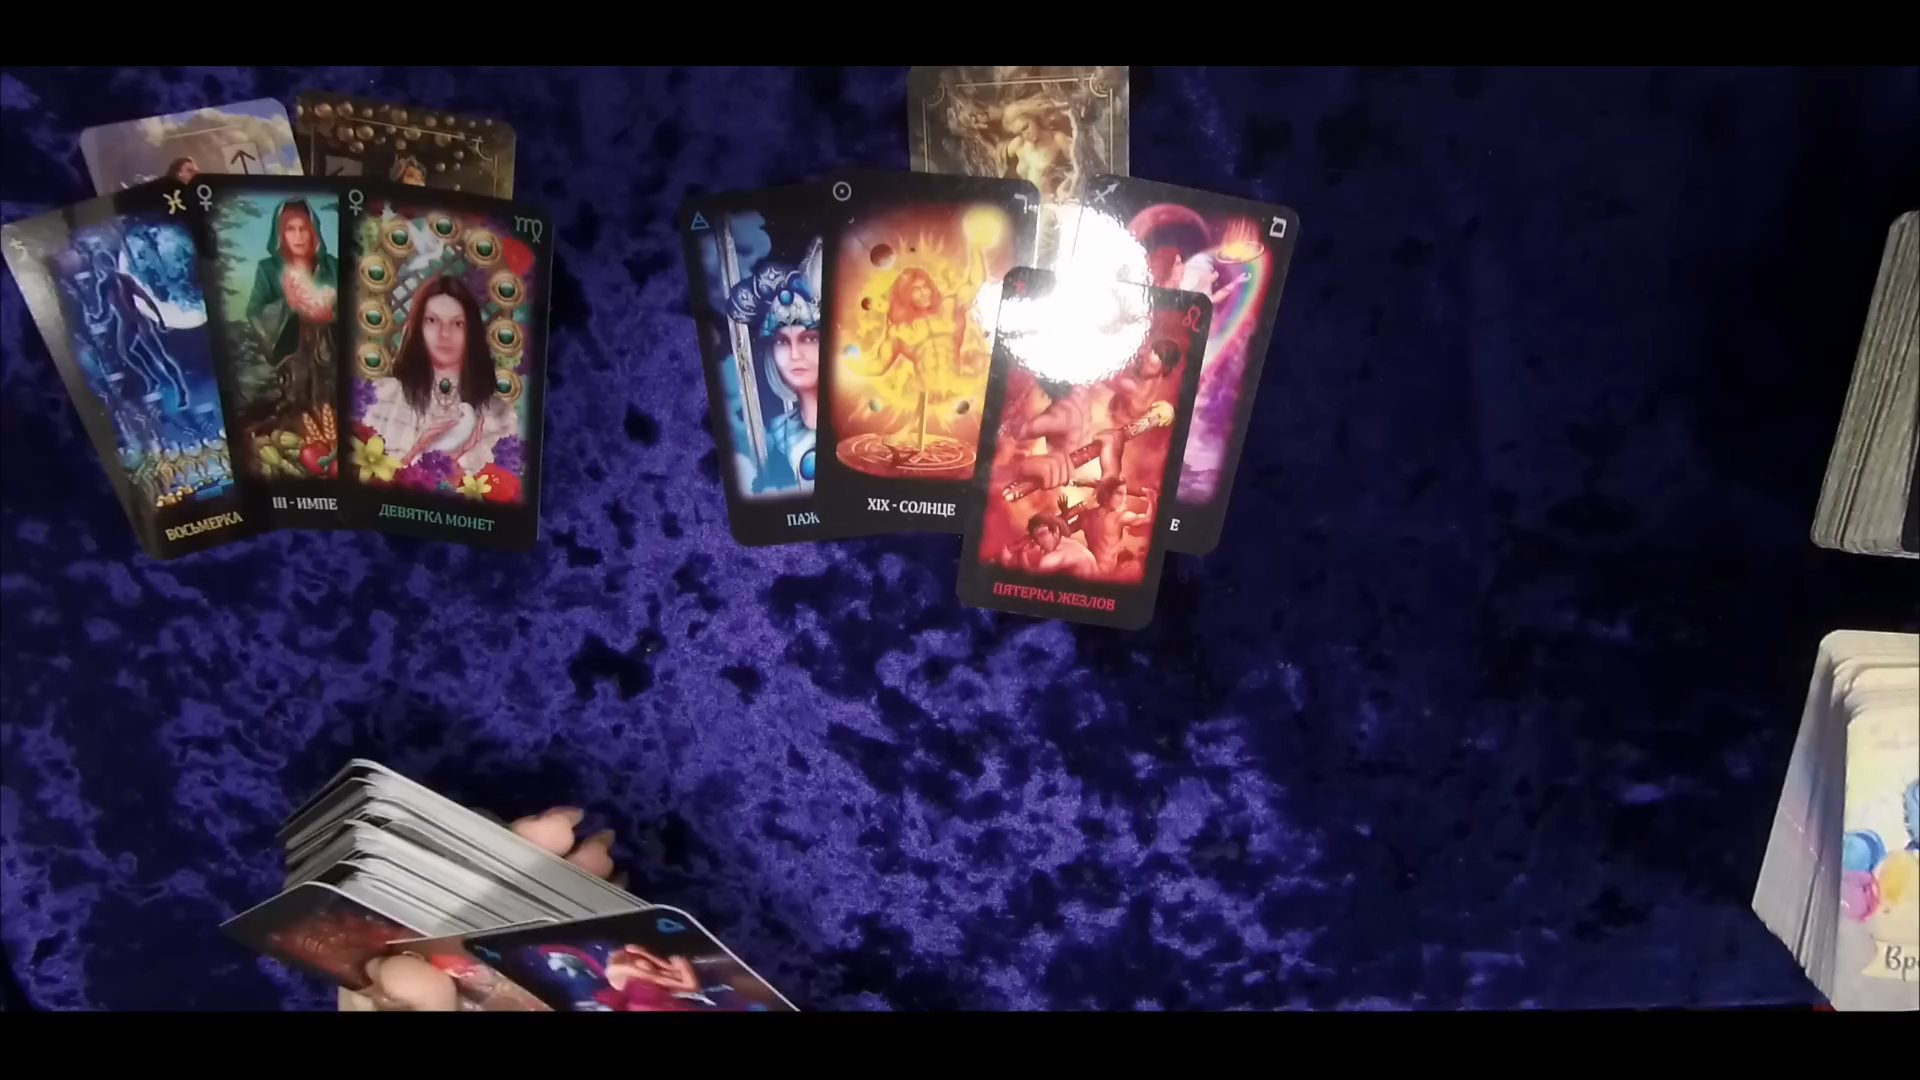 ВОСЬМЕРКА
III - ИМПЕ
ДЕВЯТКА МОНЕТ
ПАЖ
XIX - СОЛНЦЕ
Е
ПЯТЕРКА ЖЕЗЛОВ
Вр